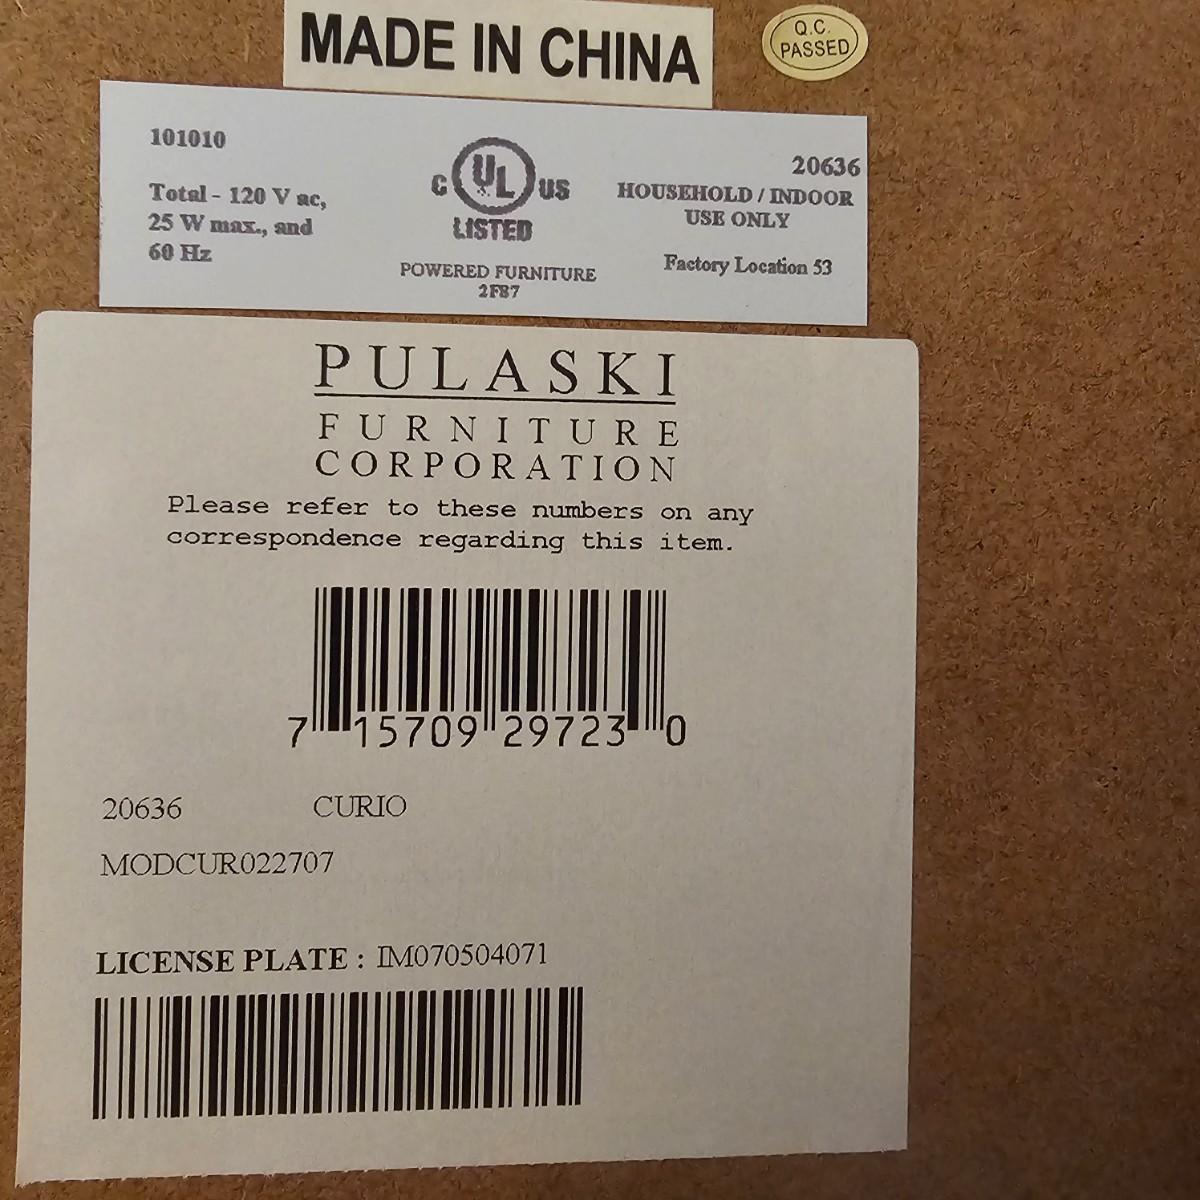 MADE IN CHINA
Q.C.
PASSED
101010
Total - 120 V ac,
25 W max., and
60 Hz
C UL US
LISTED
POWERED FURNITURE
2FB7
20636
HOUSEHOLD / INDOOR
USE ONLY
Factory Location 53
PULASKI
FURNITURE
CORPORATION
Please refer to these numbers on any
correspondence regarding this item.
7 15709 29723 0
20636 CURIO
MODCUR022707
LICENSE PLATE : IM070504071